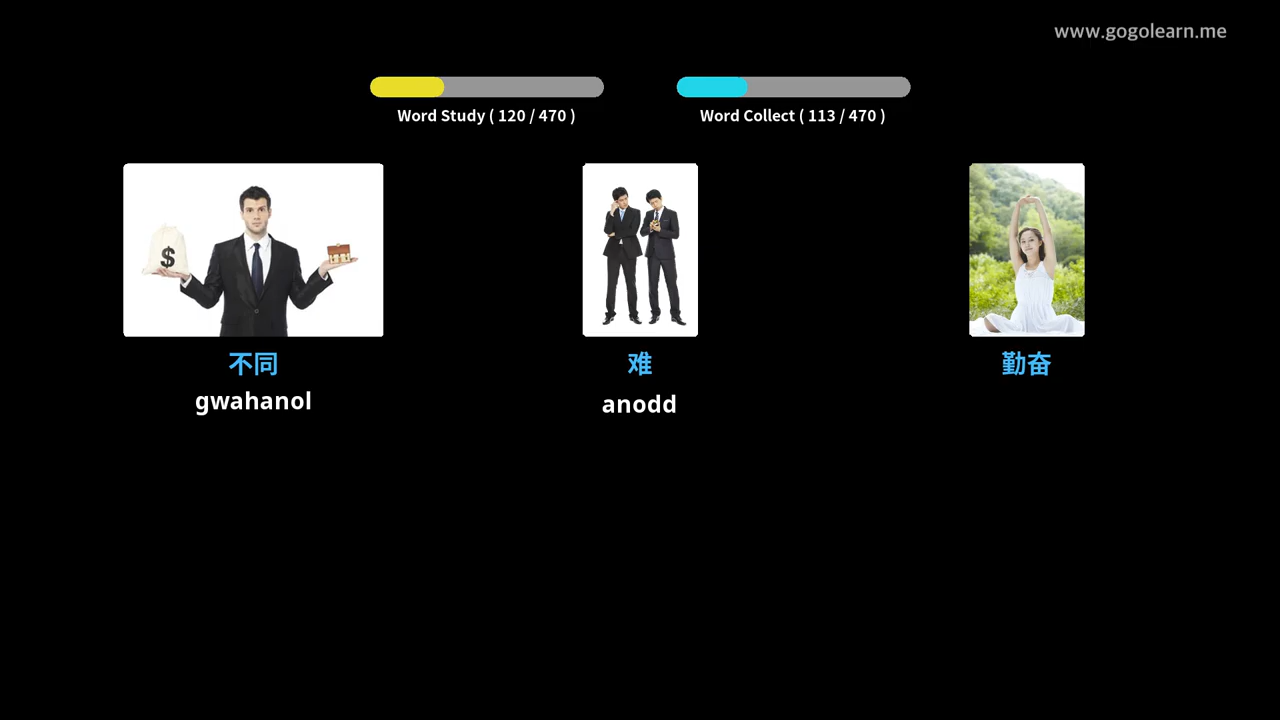 www.gogolearn.me
Word Study ( 120 / 470 )
Word Collect ( 113 / 470 )
$
不同
难
勤奋
gwahanol
anodd